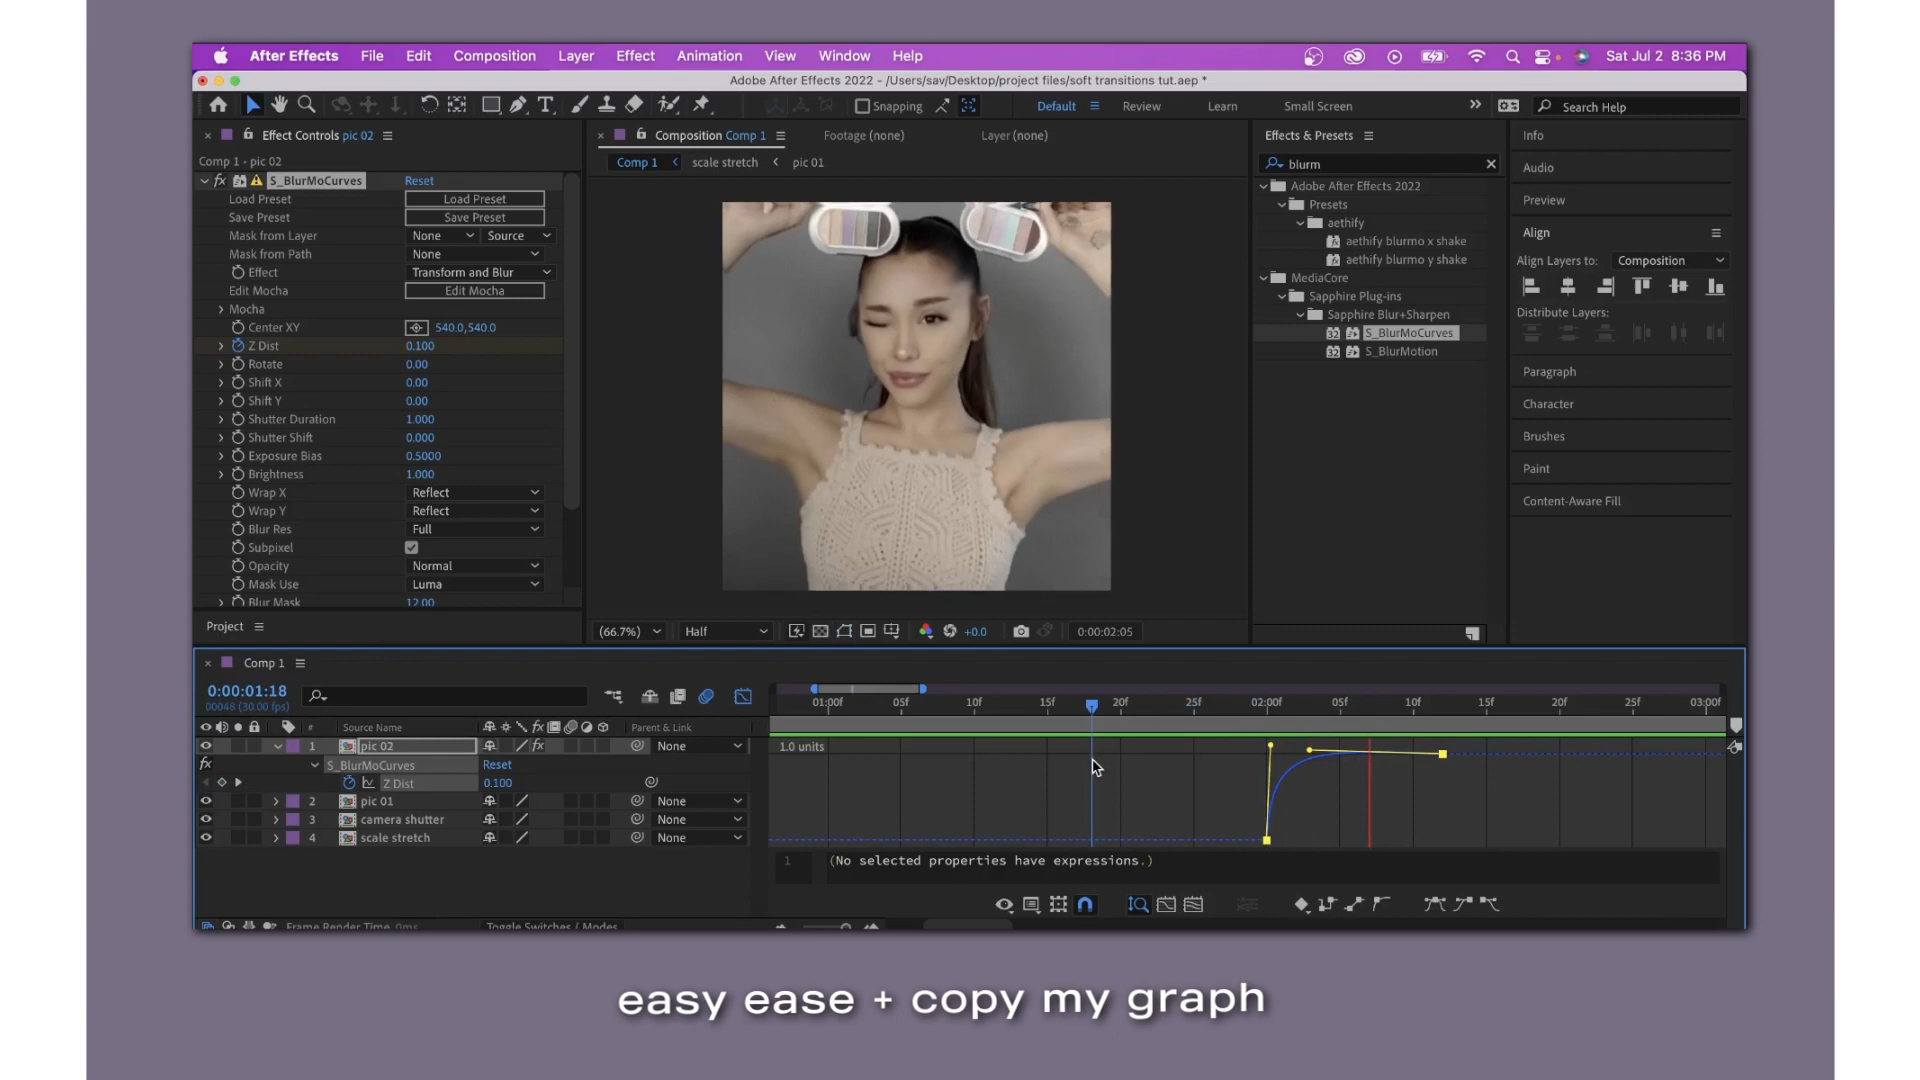 After Effects File Edit Composition Layer Effect Animation View Window Help Sat Jul 2 8:36 PM
Adobe After Effects 2022 - /Users/sav/Desktop/project files/soft transitions tut.aep *
Snapping Default Review Learn Small Screen Search Help
Effect Controls pic 02
Comp 1 - pic 02
S_BlurMoCurves Reset
Load Preset Load Preset
Save Preset Save Preset
Mask from Layer None Source
Mask from Path None
Effect Transform and Blur
Edit Mocha Edit Mocha
Mocha
Center XY 540.0,540.0
Z Dist 0.100
Rotate 0.00
Shift X 0.00
Shift Y 0.00
Shutter Duration 1.000
Shutter Shift 0.000
Exposure Bias 0.5000
Brightness 1.000
Wrap X Reflect
Wrap Y Reflect
Blur Res Full
Subpixel
Opacity Normal
Mask Use Luma
Blur Mask 12.00
Project
Composition Comp 1 Footage (none) Layer (none)
Comp 1 scale stretch pic 01
(66.7%) Half +0.0 0:00:02:05
Effects & Presets
blurm
Adobe After Effects 2022
Presets
aethify
aethify blurmo x shake
aethify blurmo y shake
MediaCore
Sapphire Plug-ins
Sapphire Blur+Sharpen
32 S_BlurMoCurves
32 S_BlurMotion
Info
Audio
Preview
Align
Align Layers to: Composition
Distribute Layers:
Paragraph
Character
Brushes
Paint
Content-Aware Fill
Comp 1
0:00:01:18
00048 (30.00 fps)
01:00f 05f 10f 15f 20f 25f 02:00f 05f 10f 15f 20f 25f 03:00f
# Source Name fx Parent & Link
1 pic 02 fx None
fx S_BlurMoCurves Reset
Z Dist 0.100
2 pic 01 None
3 camera shutter None
4 scale stretch None
1.0 units
1 (No selected properties have expressions.)
Frame Render Time 0ms Toggle Switches / Modes
easy ease + copy my graph